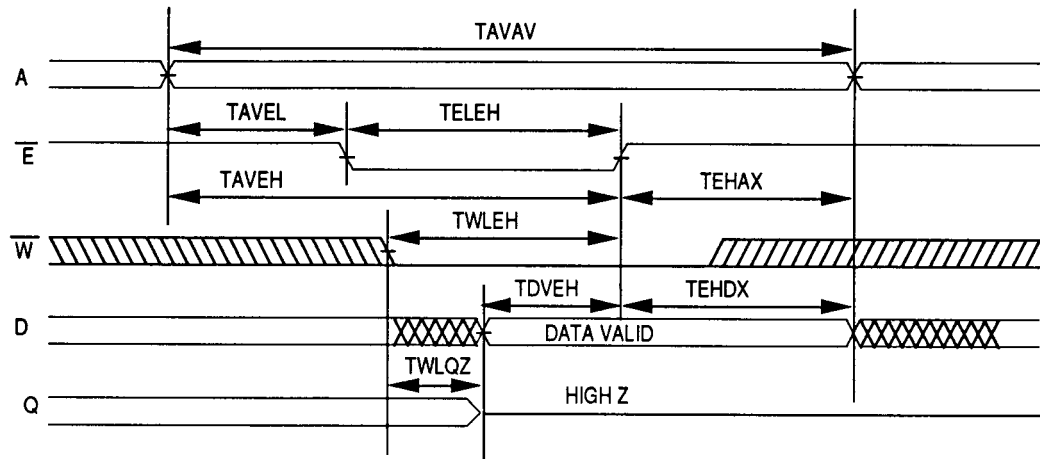 TAVAV
A
TAVEL TELEH
E̅
TAVEH TEHAX
TWLEH
W̅
TDVEH TEHDX
D DATA VALID
TWLQZ
Q HIGH Z